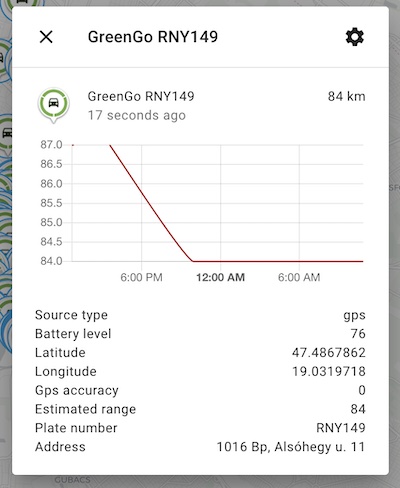 GreenGo RNY149
GreenGo RNY149 84 km
17 seconds ago
87.0
86.5
86.0
85.5
85.0
84.5
84.0
6:00 PM 12:00 AM 6:00 AM
Source type gps
Battery level 76
Latitude 47.4867862
Longitude 19.0319718
Gps accuracy 0
Estimated range 84
Plate number RNY149
Address 1016 Bp, Alsóhegy u. 11
GUBACS